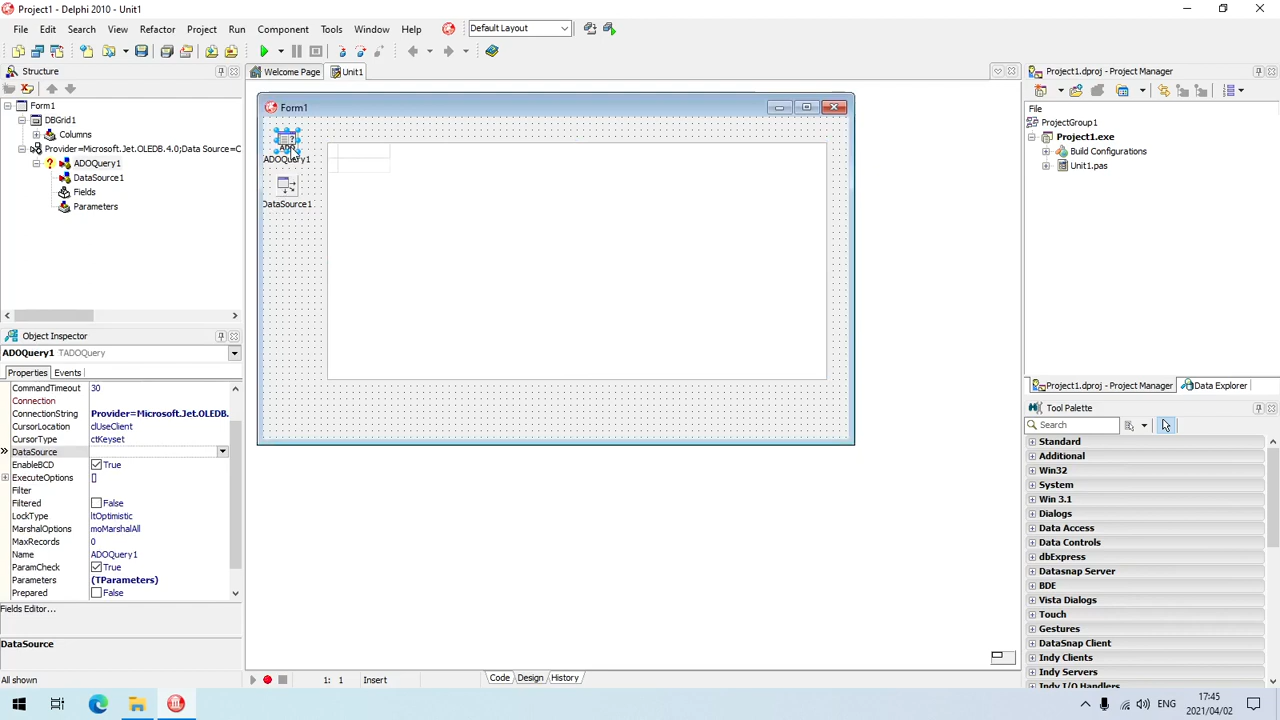 Project1 - Delphi 2010 - Unit1
File Edit Search View Refactor Project Run Component Tools Window Help Default Layout
Structure
Welcome Page Unit1
Project1.dproj - Project Manager
Form1
DBGrid1
Columns
Provider=Microsoft.Jet.OLEDB.4.0;Data Source=C
? ADOQuery1
DataSource1
Fields
Parameters
Form1
ADOQuery1
DataSource1
File
ProjectGroup1
Project1.exe
Build Configurations
Unit1.pas
Object Inspector
ADOQuery1 TADOQuery
Properties Events
CommandTimeout 30
Connection
ConnectionString Provider=Microsoft.Jet.OLEDB.
CursorLocation clUseClient
CursorType ctKeyset
DataSource
EnableBCD True
ExecuteOptions []
Filter
Filtered False
LockType ltOptimistic
MarshalOptions moMarshalAll
MaxRecords 0
Name ADOQuery1
ParamCheck True
Parameters (TParameters)
Prepared False
Fields Editor...
DataSource
All shown
Project1.dproj - Project Manager Data Explorer
Tool Palette
Search
Standard
Additional
Win32
System
Win 3.1
Dialogs
Data Access
Data Controls
dbExpress
Datasnap Server
BDE
Vista Dialogs
Touch
Gestures
DataSnap Client
Indy Clients
Indy Servers
Indy I/O Handlers
1: 1 Insert
Code Design History
ENG
17:45
2021/04/02